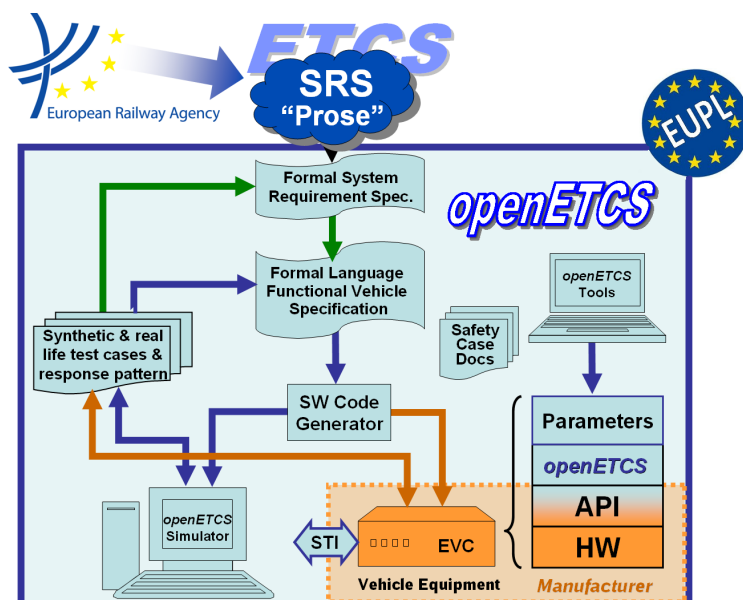 ETCS
SRS
“Prose”
European Railway Agency
EUPL
Formal System
Requirement Spec.
openETCS
Formal Language
Functional Vehicle
Specification
openETCS
Tools
Synthetic & real
life test cases &
response pattern
Safety
Case
Docs
SW Code
Generator
Parameters
openETCS
API
HW
openETCS
Simulator
STI
EVC
Vehicle Equipment
Manufacturer